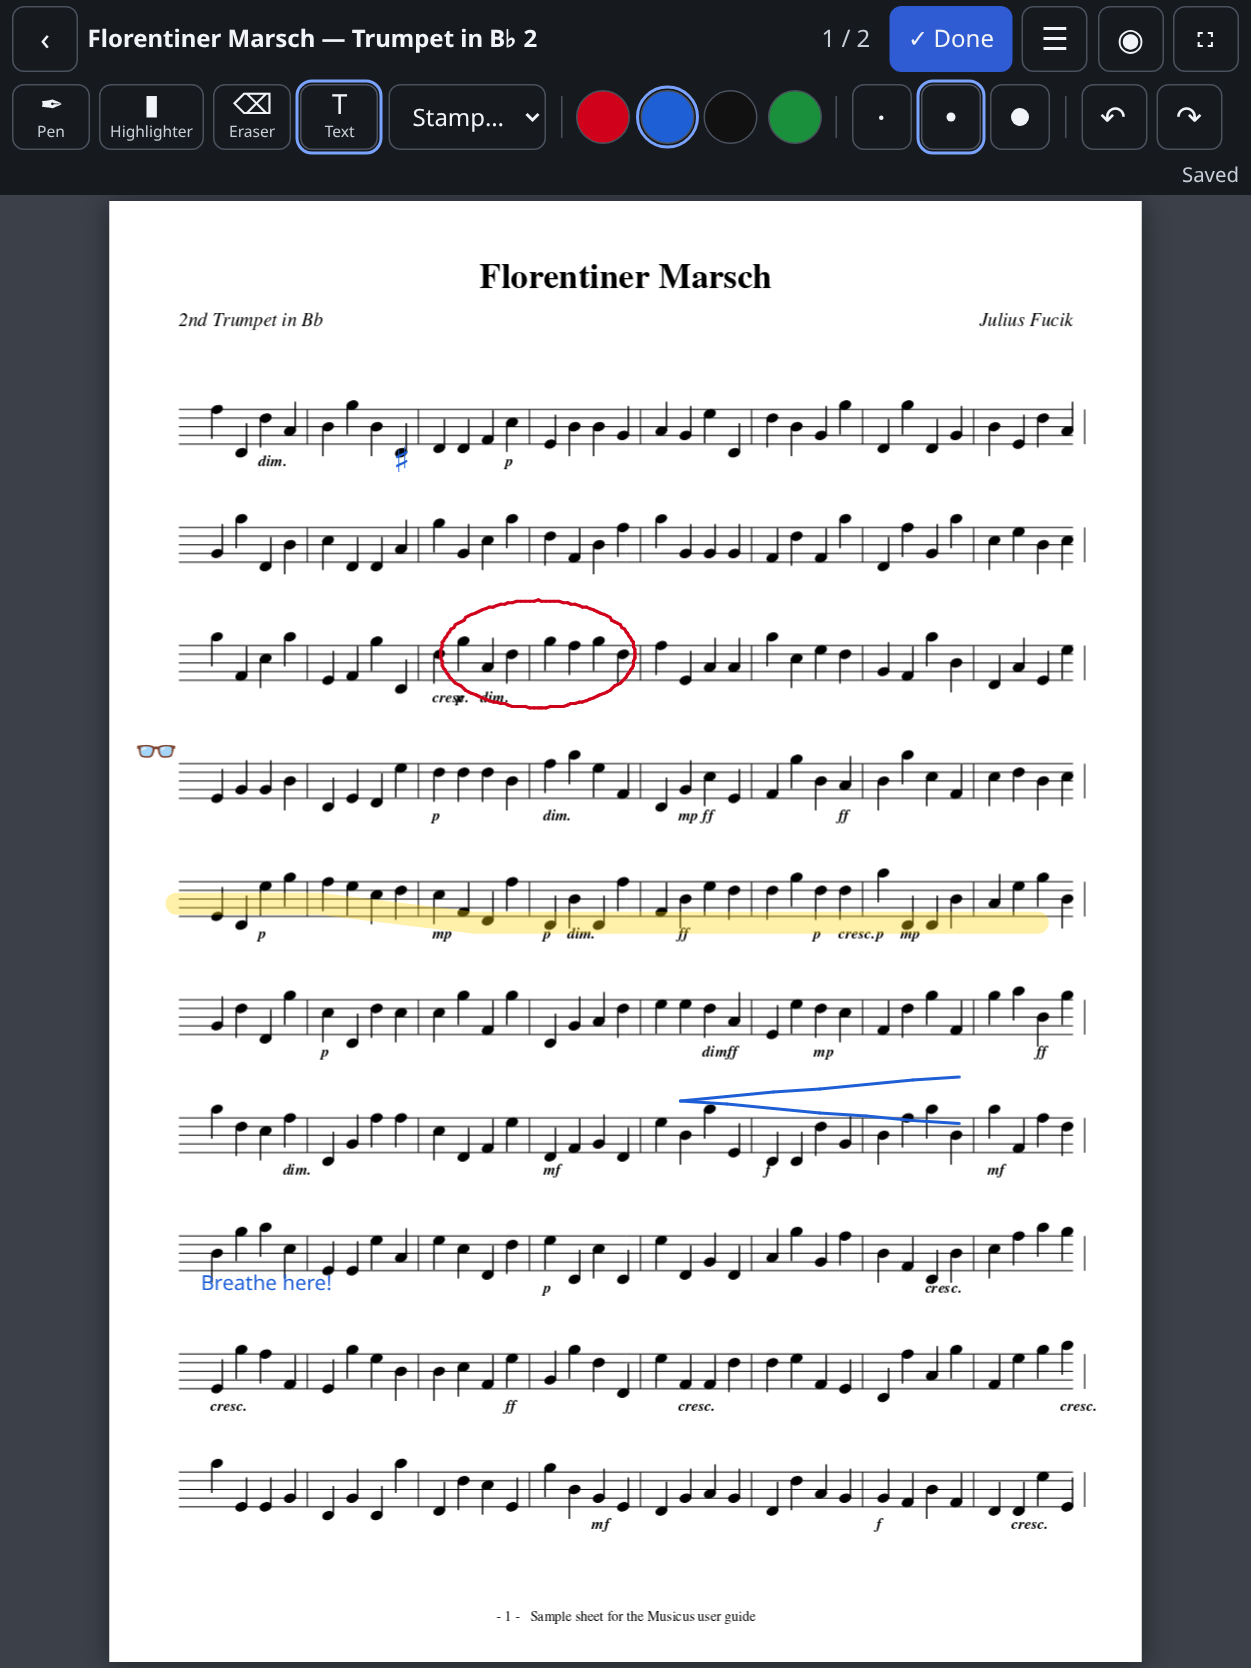 Florentiner Marsch — Trumpet in B♭ 2
1 / 2
✓ Done
Pen
Highlighter
Eraser
T
Text
Stamp...
Saved
Florentiner Marsch
2nd Trumpet in Bb
Julius Fucik
dim.
p
cresc.
p
dim.
p
dim.
mp
ff
ff
p
mp
p
dim.
ff
p
cresc.
p
mp
p
dim
ff
mp
ff
dim.
mf
f
mf
Breathe here!
p
cresc.
cresc.
ff
cresc.
cresc.
mf
f
cresc.
- 1 - Sample sheet for the Musicus user guide